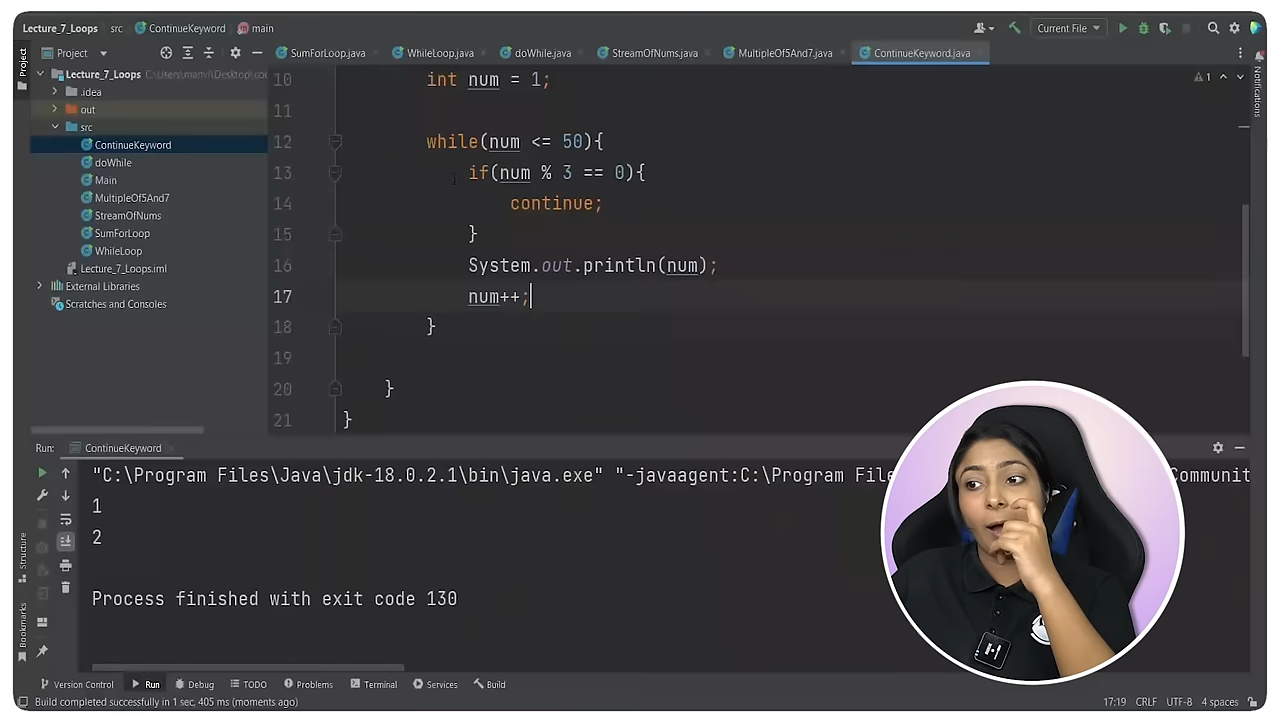 Lecture_7_Loops src ContinueKeyword main Current File
Project SumForLoop.java WhileLoop.java doWhile.java StreamOfNums.java MultipleOf5And7.java ContinueKeyword.java
Project
Notifications
Lecture_7_Loops
.idea
out
src
ContinueKeyword
doWhile
Main
MultipleOf5And7
StreamOfNums
SumForLoop
WhileLoop
Lecture_7_Loops.iml
External Libraries
Scratches and Consoles
10 int num = 1;
11
12 while(num <= 50){
13 if(num % 3 == 0){
14 continue;
15 }
16 System.out.println(num);
17 num++;
18 }
19
20 }
21 }
1
Run: ContinueKeyword
"C:\Program Files\Java\jdk-18.0.2.1\bin\java.exe" "-javaagent:C:\Program File Communit
1
2
Process finished with exit code 130
Structure
Bookmarks
Version Control Run Debug TODO Problems Terminal Services Build
Build completed successfully in 1 sec, 405 ms (moments ago) 17:19 CRLF UTF-8 4 spaces